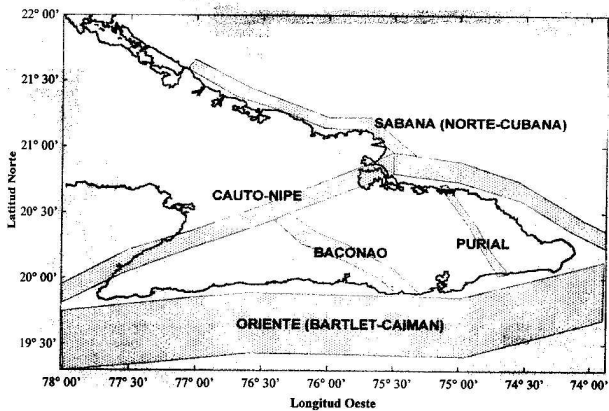 22° 00'
21° 30'
21° 00'
20° 30'
20° 00'
19° 30'
Latitud Norte
SABANA (NORTE-CUBANA)
CAUTO-NIPE
BACONAO
PURIAL
ORIENTE (BARTLET-CAIMAN)
78° 00' 77° 30' 77° 00' 76° 30' 76° 00' 75° 30' 75° 00' 74° 30' 74° 00'
Longitud Oeste